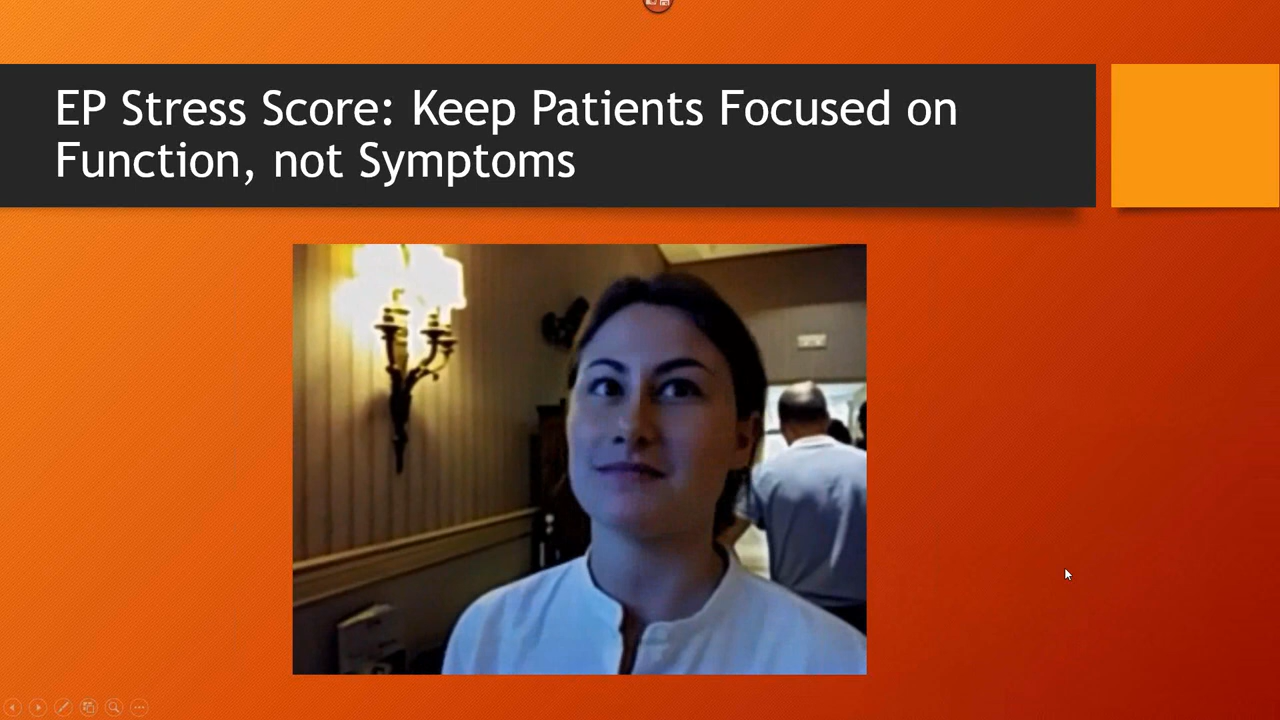 EP Stress Score: Keep Patients Focused on
Function, not Symptoms